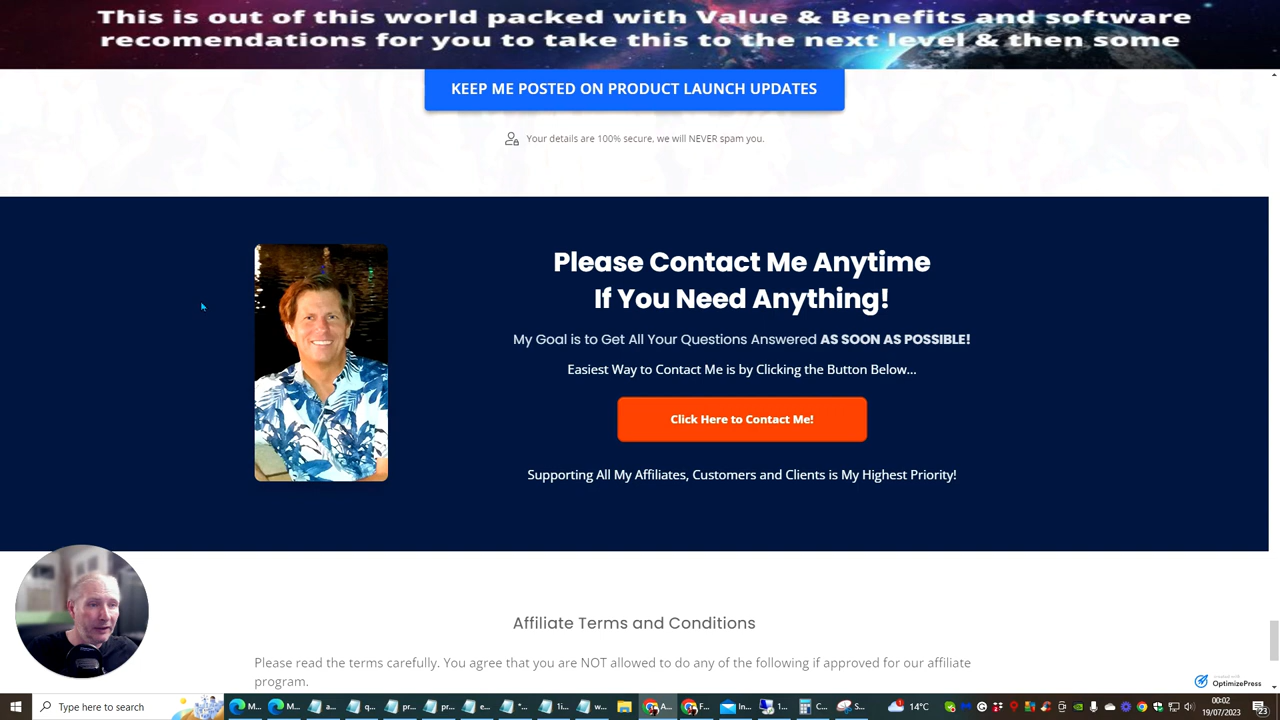 This is out of this world packed with Value & Benefits and software
recomendations for you to take this to the next level & then some
KEEP ME POSTED ON PRODUCT LAUNCH UPDATES
Your details are 100% secure, we will NEVER spam you.
Please Contact Me Anytime
If You Need Anything!
My Goal is to Get All Your Questions Answered AS SOON AS POSSIBLE!
Easiest Way to Contact Me is by Clicking the Button Below...
Click Here to Contact Me!
Supporting All My Affiliates, Customers and Clients is My Highest Priority!
Affiliate Terms and Conditions
Please read the terms carefully. You agree that you are NOT allowed to do any of the following if approved for our affiliate
program.
OptimizePress
Type here to search
M...
M...
a...
q...
pr...
pr...
e...
"...
1i...
w...
A...
F...
In...
1...
C...
S...
14°C
00:02
19/07/2023